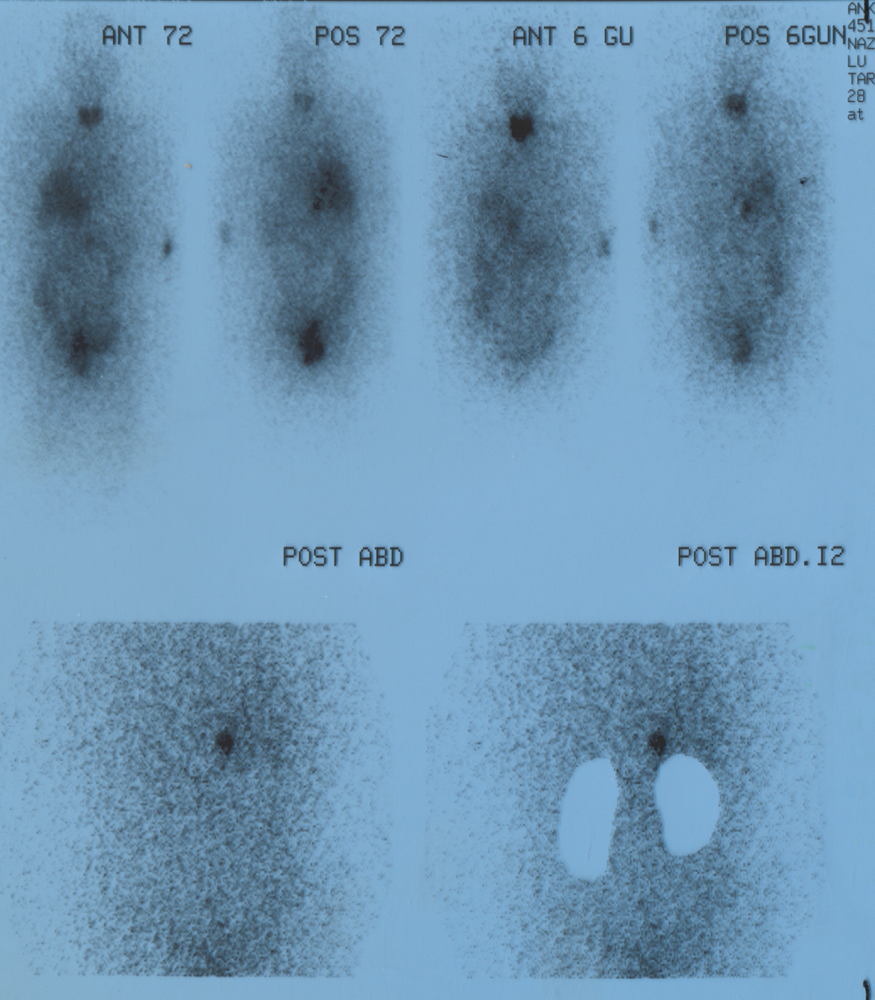 ANT 72
POS 72
ANT 6 GU
POS 6GUN
ANK
451
NAZ
LU
TAR
28
at
POST ABD
POST ABD.I2